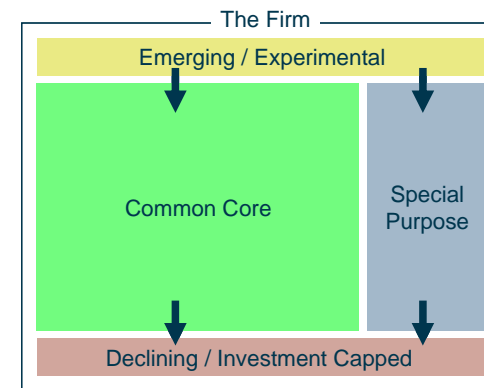 The Firm
Emerging / Experimental
Common Core
Special
Purpose
Declining / Investment Capped